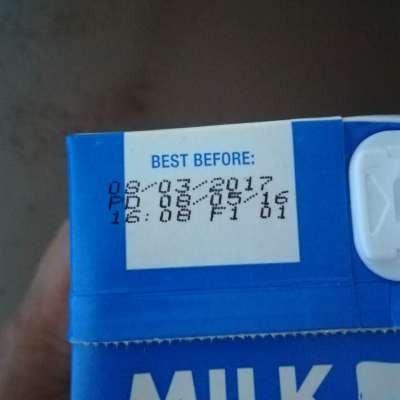 BEST BEFORE:
08/03/2017
PD 08/05/16
16:08 F1 01
MILK